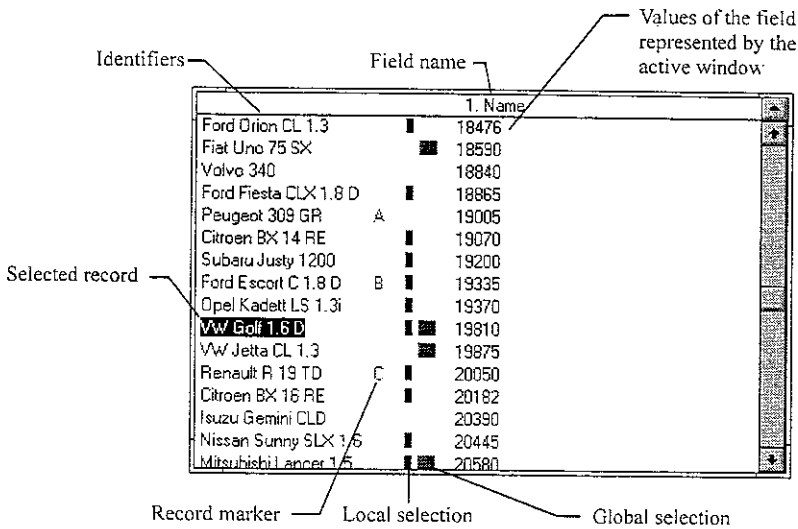 Values of the field
represented by the
active window
Identifiers
Field name
1. Name
Ford Orion CL 1.3 18476
Fiat Uno 75 SX 18590
Volvo 340 18840
Ford Fiesta CLX 1.8 D 18865
Peugeot 309 GR A 19005
Citroen BX 14 RE 19070
Subaru Justy 1200 19200
Ford Escort C 1.8 D B 19335
Opel Kadett LS 1.3i 19370
VW Golf 1.6 D 19810
VW Jetta CL 1.3 19875
Renault R 19 TD C 20050
Citroen BX 16 RE 20182
Isuzu Gemini CLD 20390
Nissan Sunny SLX 1.6 20445
Mitsubishi Lancer 1.5 20580
Selected record
Record marker
Local selection
Global selection